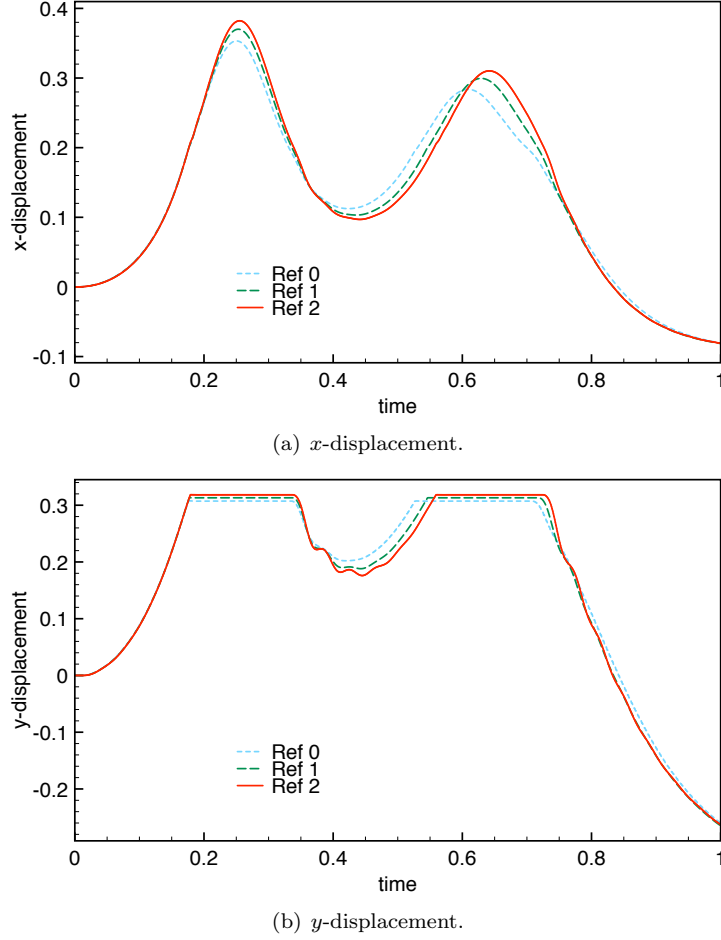 0.4
0.3
0.2
0.1
0
-0.1
x-displacement
Ref 0
Ref 1
Ref 2
0 0.2 0.4 0.6 0.8 1
time
(a) x-displacement.
0.3
0.2
0.1
0
-0.1
-0.2
y-displacement
Ref 0
Ref 1
Ref 2
0 0.2 0.4 0.6 0.8 1
time
(b) y-displacement.